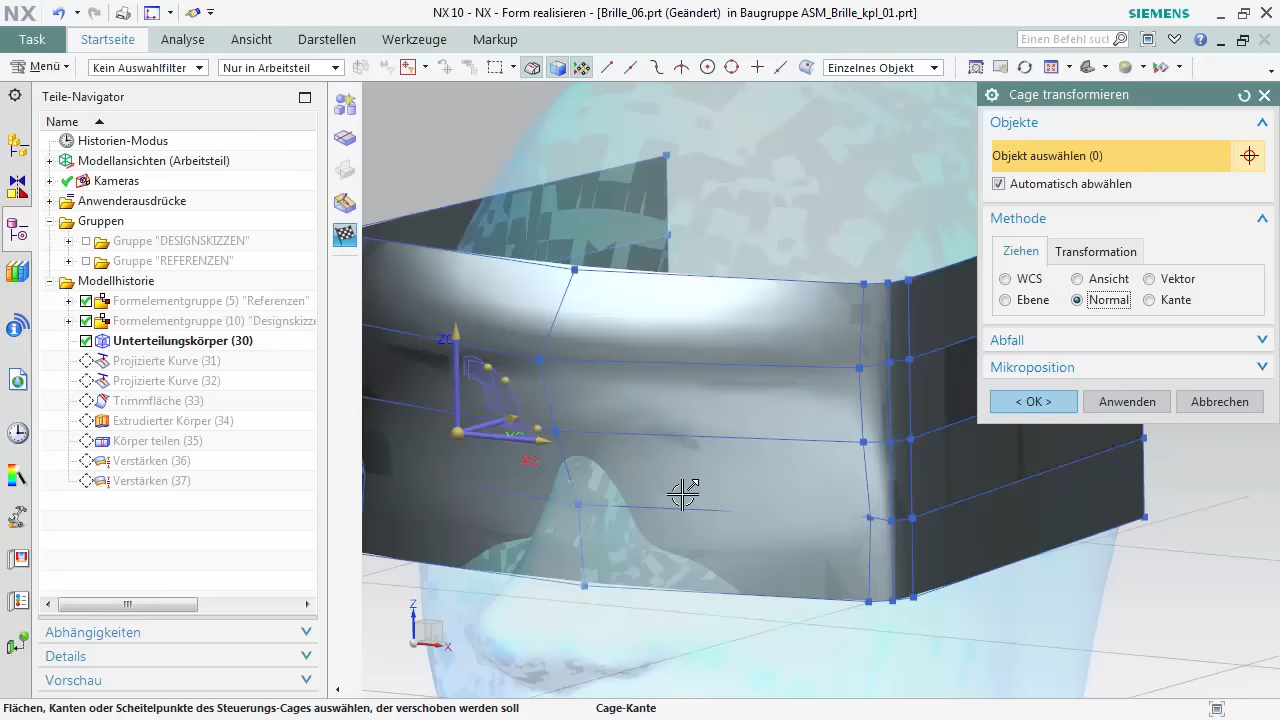 NX
NX 10 - NX - Form realisieren - [Brille_06.prt (Geändert) in Baugruppe ASM_Brille_kpl_01.prt]
SIEMENS
Task
Startseite
Analyse
Ansicht
Darstellen
Werkzeuge
Markup
Einen Befehl such
Menü
Kein Auswahlfilter
Nur in Arbeitsteil
Einzelnes Objekt
Teile-Navigator
Name
Historien-Modus
Modellansichten (Arbeitsteil)
Kameras
Anwenderausdrücke
Gruppen
Gruppe "DESIGNSKIZZEN"
Gruppe "REFERENZEN"
Modellhistorie
Formelementgruppe (5) "Referenzen"
Formelementgruppe (10) "Designskizze
Unterteilungskörper (30)
Projizierte Kurve (31)
Projizierte Kurve (32)
Trimmfläche (33)
Extrudierter Körper (34)
Körper teilen (35)
Verstärken (36)
Verstärken (37)
Abhängigkeiten
Details
Vorschau
XC
Z
X
Cage transformieren
Objekte
Objekt auswählen (0)
Automatisch abwählen
Methode
Ziehen
Transformation
WCS
Ansicht
Vektor
Ebene
Normal
Kante
Abfall
Mikroposition
< OK >
Anwenden
Abbrechen
Flächen, Kanten oder Scheitelpunkte des Steuerungs-Cages auswählen, der verschoben werden soll
Cage-Kante